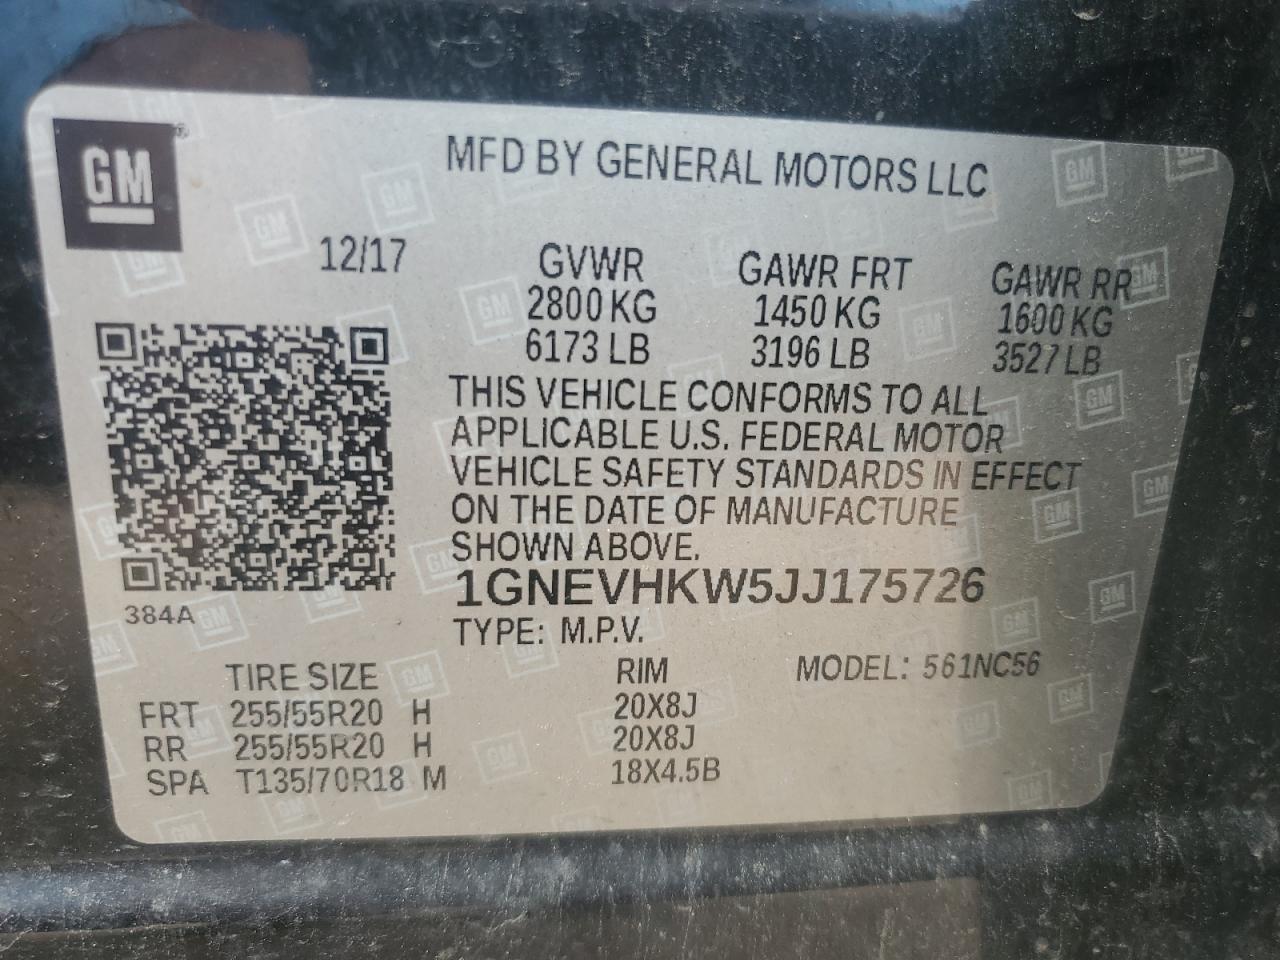 GM
MFD BY GENERAL MOTORS LLC
12/17 GVWR GAWR FRT GAWR RR
2800 KG 1450 KG 1600 KG
6173 LB 3196 LB 3527 LB
THIS VEHICLE CONFORMS TO ALL
APPLICABLE U.S. FEDERAL MOTOR
VEHICLE SAFETY STANDARDS IN EFFECT
ON THE DATE OF MANUFACTURE
SHOWN ABOVE.
1GNEVHKW5JJ175726
384A
TYPE: M.P.V.
TIRE SIZE RIM MODEL: 561NC56
FRT 255/55R20 H 20X8J
RR 255/55R20 H 20X8J
SPA T135/70R18 M 18X4.5B